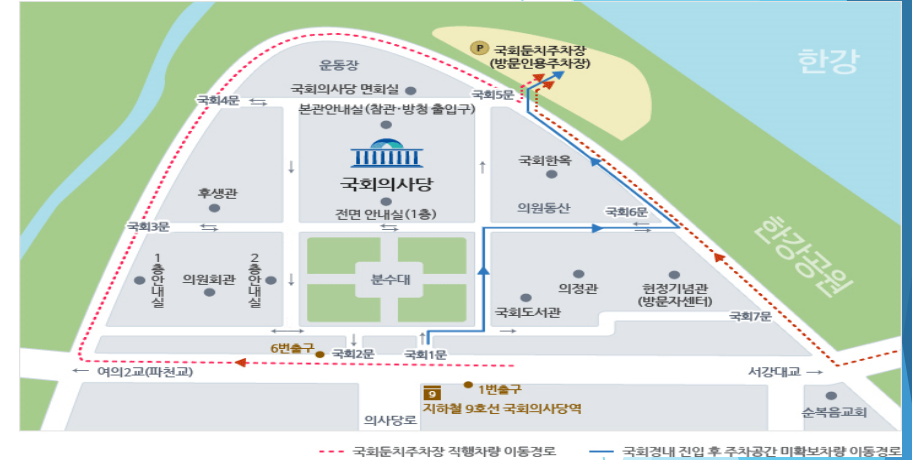 P 국회둔치주차장
(방문인용주차장)
한강
운동장
국회의사당 면회실
국회5문
국회4문
본관안내실(참관·방청 출입구)
국회한옥
국회의사당
후생관
전면 안내실(1층)
의원동산
국회6문
국회3문
한강공원
1층안내실
의원회관
2층안내실
분수대
의정관
헌정기념관
(방문자센터)
국회도서관
국회7문
6번출구
국회2문
국회1문
← 여의2교(파천교)
서강대교 →
9
1번출구
지하철 9호선 국회의사당역
의사당로
순복음교회
국회둔치주차장 직행차량 이동경로
국회경내 진입 후 주차공간 미확보차량 이동경로